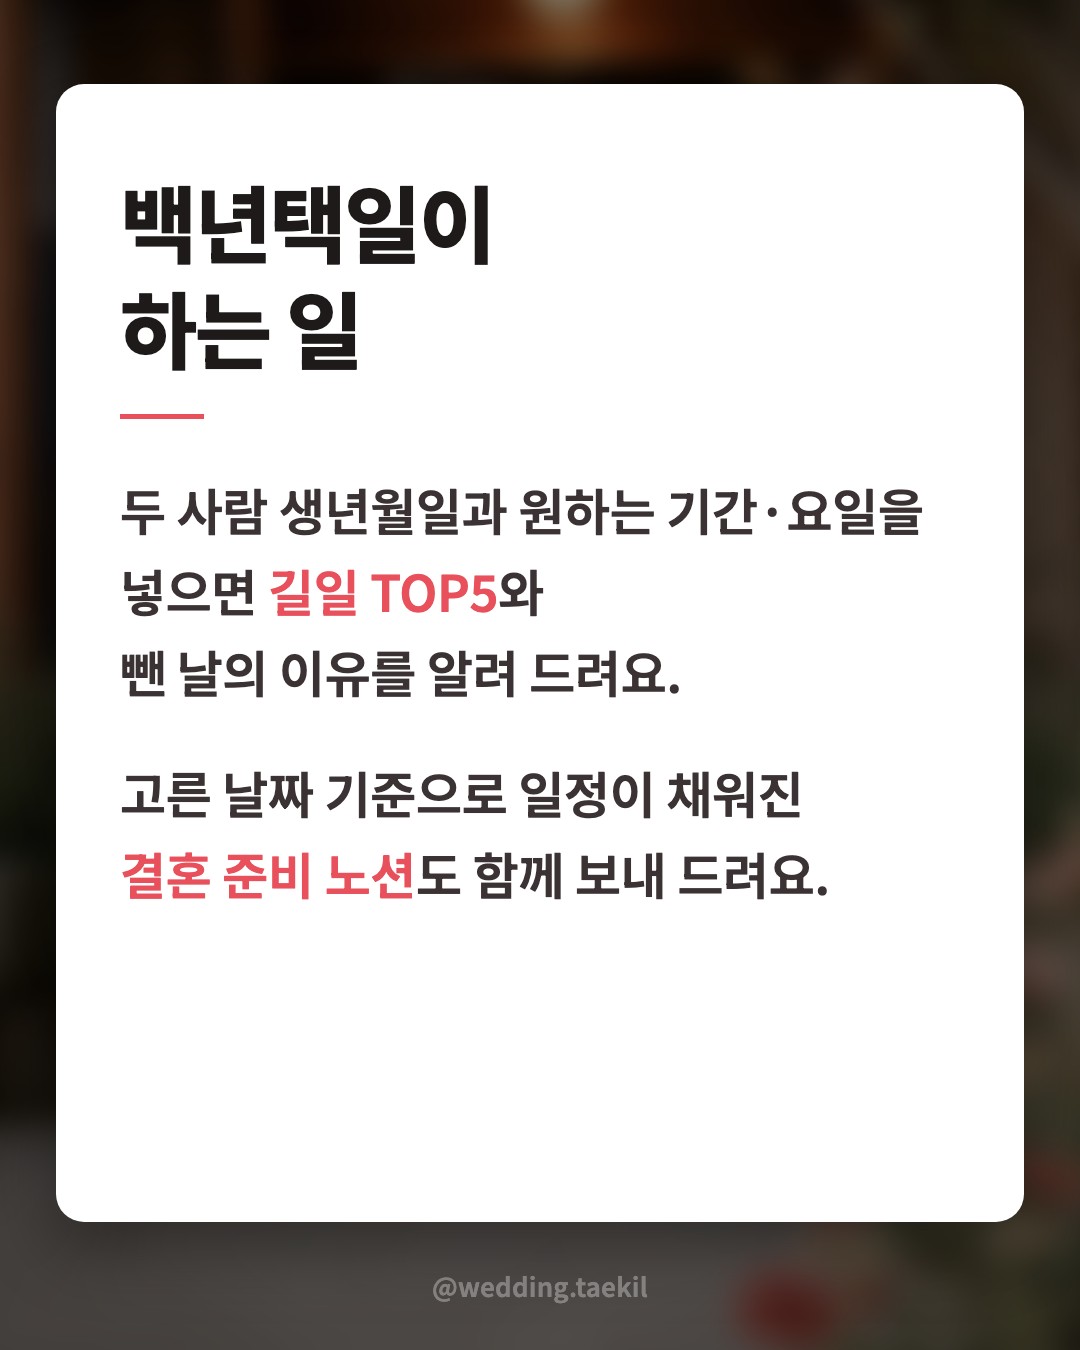 백년택일이
하는 일
두 사람 생년월일과 원하는 기간·요일을
넣으면 길일 TOP5와
뺀 날의 이유를 알려 드려요.
고른 날짜 기준으로 일정이 채워진
결혼 준비 노션도 함께 보내 드려요.
@wedding.taekil